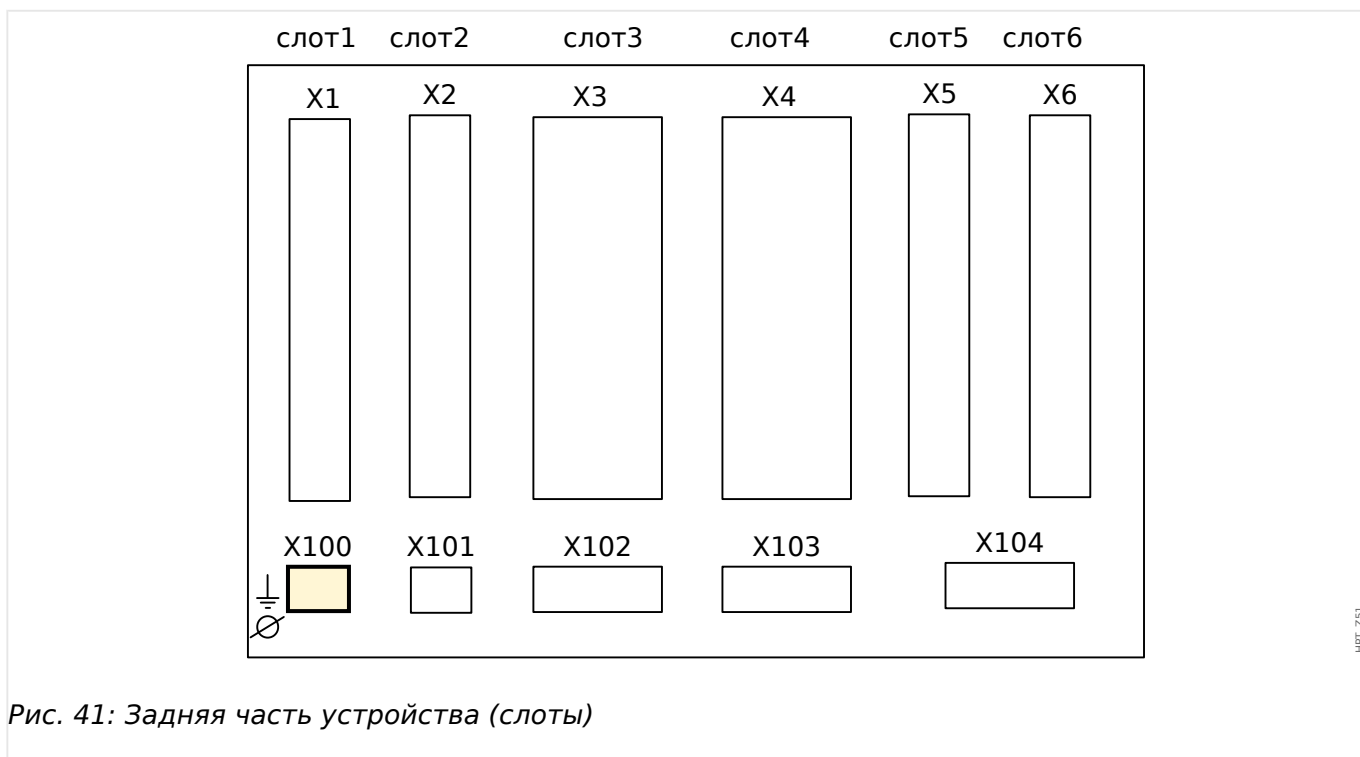 слот1 слот2 слот3 слот4 слот5 слот6
X1 X2 X3 X4 X5 X6
X100 X101 X102 X103 X104
Рис. 41: Задняя часть устройства (слоты)